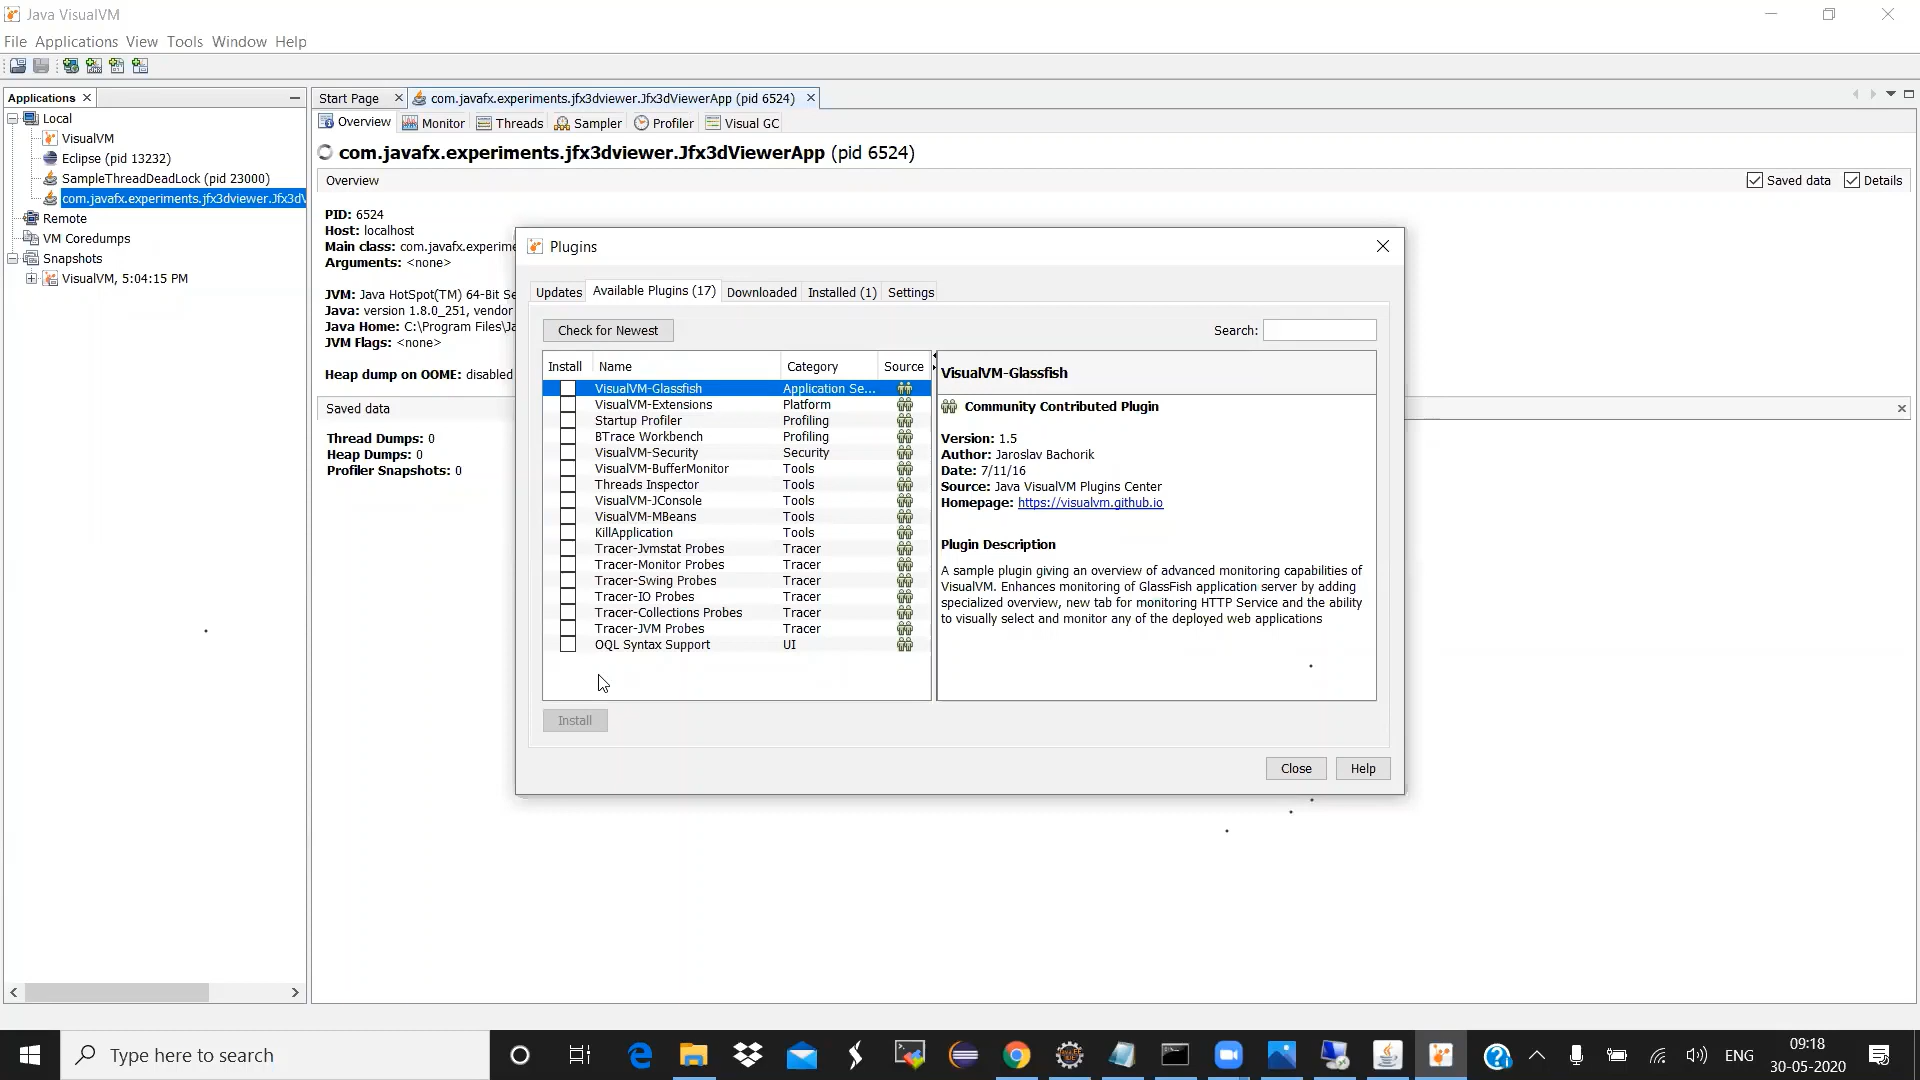 Java VisualVM
File Applications View Tools Window Help
Applications
Start Page
com.javafx.experiments.jfx3dviewer.Jfx3dViewerApp (pid 6524)
Local
VisualVM
Eclipse (pid 13232)
SampleThreadDeadLock (pid 23000)
com.javafx.experiments.jfx3dviewer.Jfx3dV
Remote
VM Coredumps
Snapshots
VisualVM, 5:04:15 PM
Overview Monitor Threads Sampler Profiler Visual GC
com.javafx.experiments.jfx3dviewer.Jfx3dViewerApp (pid 6524)
Overview
Saved data Details
PID: 6524
Host: localhost
Main class: com.javafx.experime
Arguments: <none>
JVM: Java HotSpot(TM) 64-Bit Se
Java: version 1.8.0_251, vendor
Java Home: C:\Program Files\Ja
JVM Flags: <none>
Heap dump on OOME: disabled
Saved data
Thread Dumps: 0
Heap Dumps: 0
Profiler Snapshots: 0
Plugins
Updates Available Plugins (17) Downloaded Installed (1) Settings
Check for Newest
Search:
Install Name Category Source
VisualVM-Glassfish Application Se...
VisualVM-Extensions Platform
Startup Profiler Profiling
BTrace Workbench Profiling
VisualVM-Security Security
VisualVM-BufferMonitor Tools
Threads Inspector Tools
VisualVM-JConsole Tools
VisualVM-MBeans Tools
KillApplication Tools
Tracer-Jvmstat Probes Tracer
Tracer-Monitor Probes Tracer
Tracer-Swing Probes Tracer
Tracer-IO Probes Tracer
Tracer-Collections Probes Tracer
Tracer-JVM Probes Tracer
OQL Syntax Support UI
VisualVM-Glassfish
Community Contributed Plugin
Version: 1.5
Author: Jaroslav Bachorik
Date: 7/11/16
Source: Java VisualVM Plugins Center
Homepage: https://visualvm.github.io
Plugin Description
A sample plugin giving an overview of advanced monitoring capabilities of
VisualVM. Enhances monitoring of GlassFish application server by adding
specialized overview, new tab for monitoring HTTP Service and the ability
to visually select and monitor any of the deployed web applications
Install
Close Help
Type here to search
ENG
09:18
30-05-2020